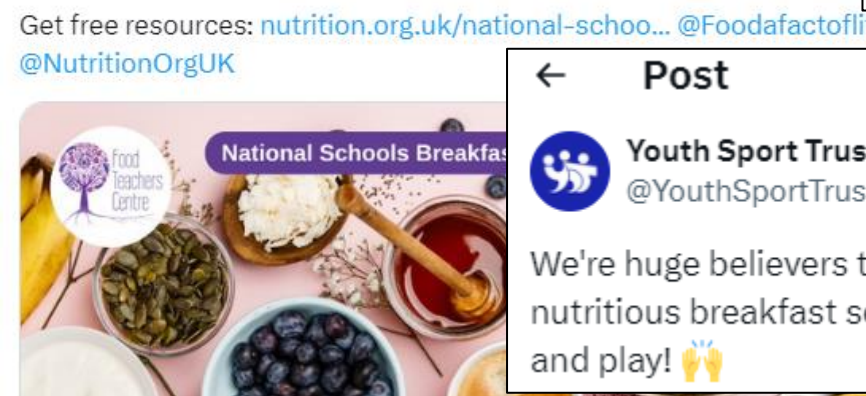 Get free resources: nutrition.org.uk/national-schoo... @Foodafactofli
@NutritionOrgUK
Food
Teachers
Centre
National Schools Breakfas
← Post
Youth Sport Trus
@YouthSportTrus
We're huge believers t
nutritious breakfast s
and play! 🙌